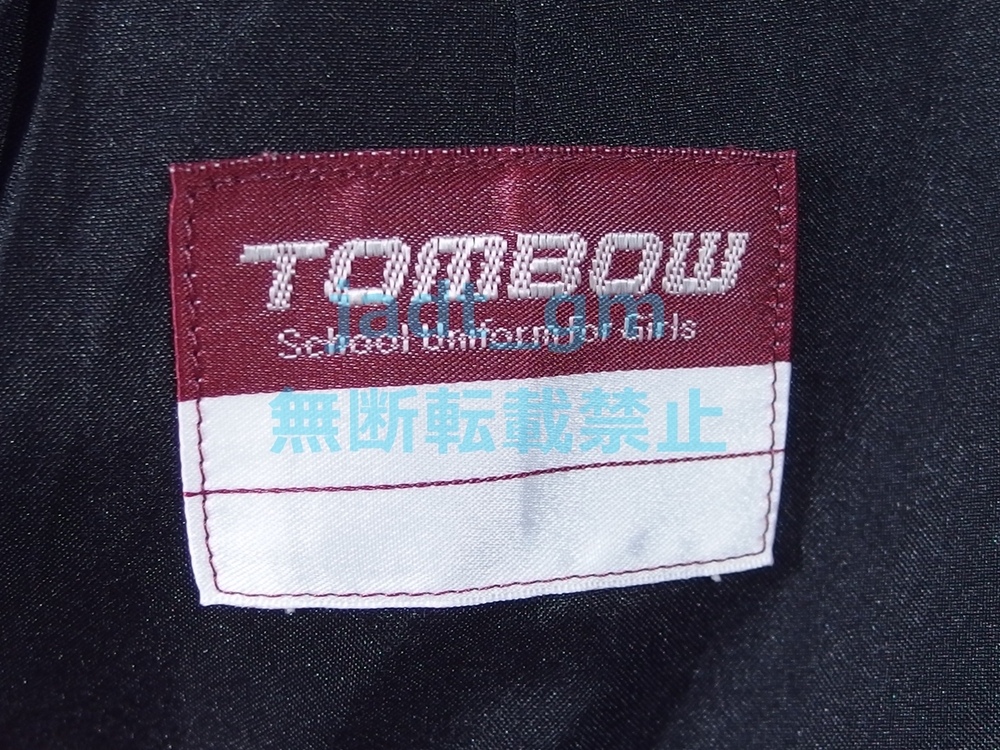 TOMBOW
School Uniform for Girls
jadt_gm
無断転載禁止